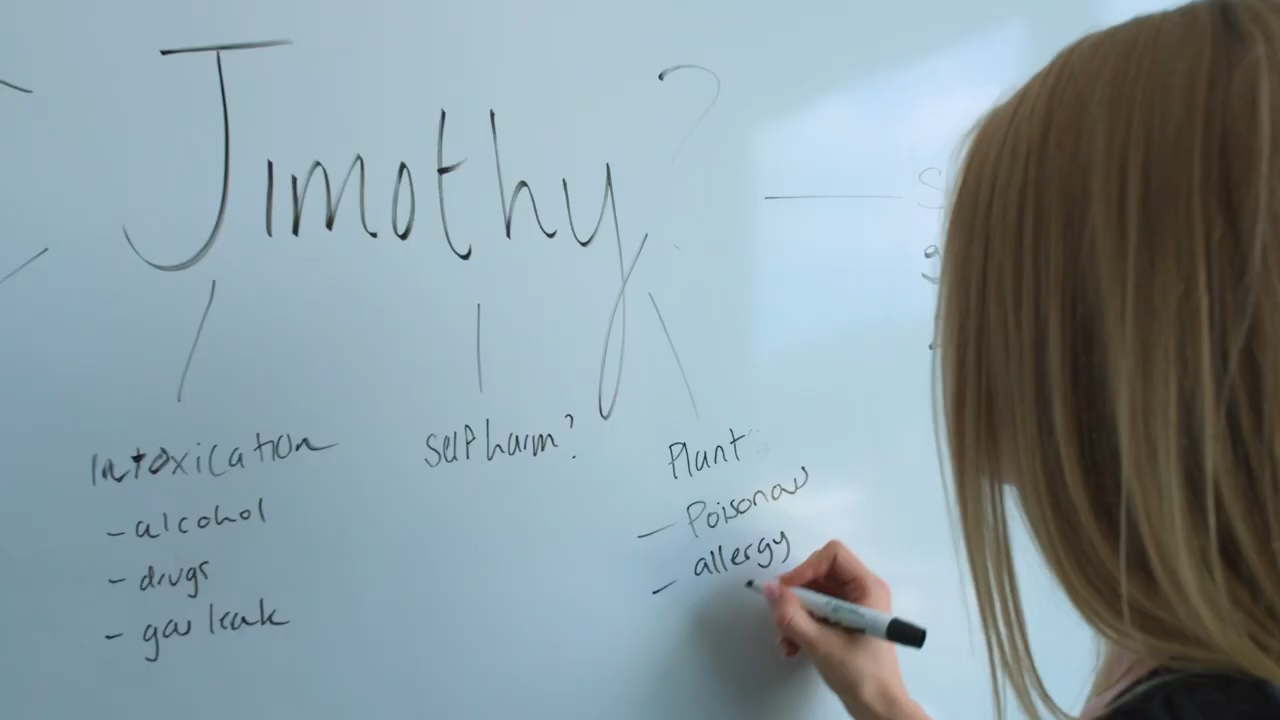 Jimothy?
Intoxication
- alcohol
- drugs
- gas leak
self harm?
Plant
- Poisonous
- allergy